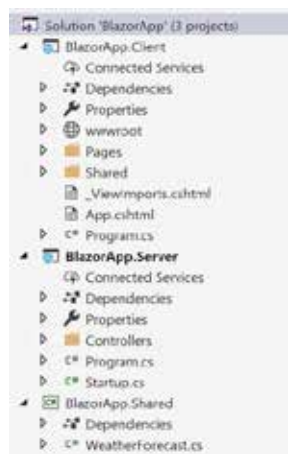 Solution 'BlazorApp' (3 projects)
BlazorApp.Client
Connected Services
Dependencies
Properties
wwwroot
Pages
Shared
_ViewImports.cshtml
App.cshtml
C# Program.cs
BlazorApp.Server
Connected Services
Dependencies
Properties
Controllers
C# Program.cs
C# Startup.cs
C# BlazorApp.Shared
Dependencies
C# WeatherForecast.cs